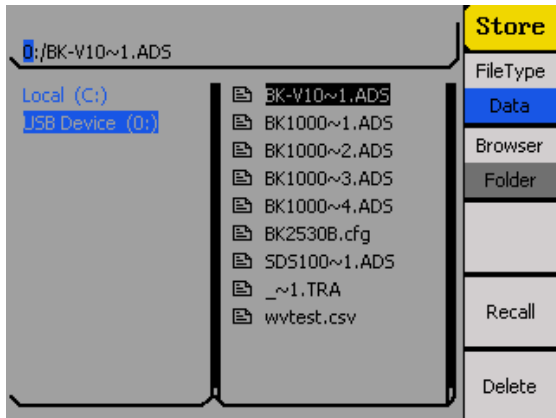 Store
0:/BK-V10~1.ADS
FileType
Data
Browser
Folder
Recall
Delete
Local (C:)
USB Device (0:)
BK-V10~1.ADS
BK1000~1.ADS
BK1000~2.ADS
BK1000~3.ADS
BK1000~4.ADS
BK2530B.cfg
SDS100~1.ADS
_~1.TRA
wvtest.csv